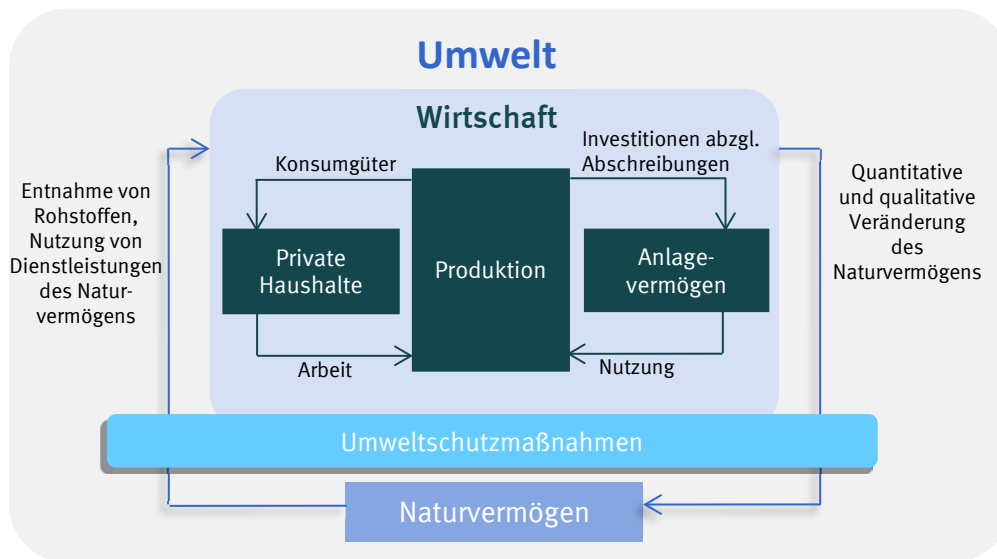 Umwelt
Wirtschaft
Entnahme von
Rohstoffen,
Nutzung von
Dienstleistungen
des Natur-
vermögens
Konsumgüter
Investitionen abzgl.
Abschreibungen
Private
Haushalte
Produktion
Anlage-
vermögen
Arbeit
Nutzung
Quantitative
und qualitative
Veränderung
des
Naturvermögens
Umweltschutzmaßnahmen
Naturvermögen